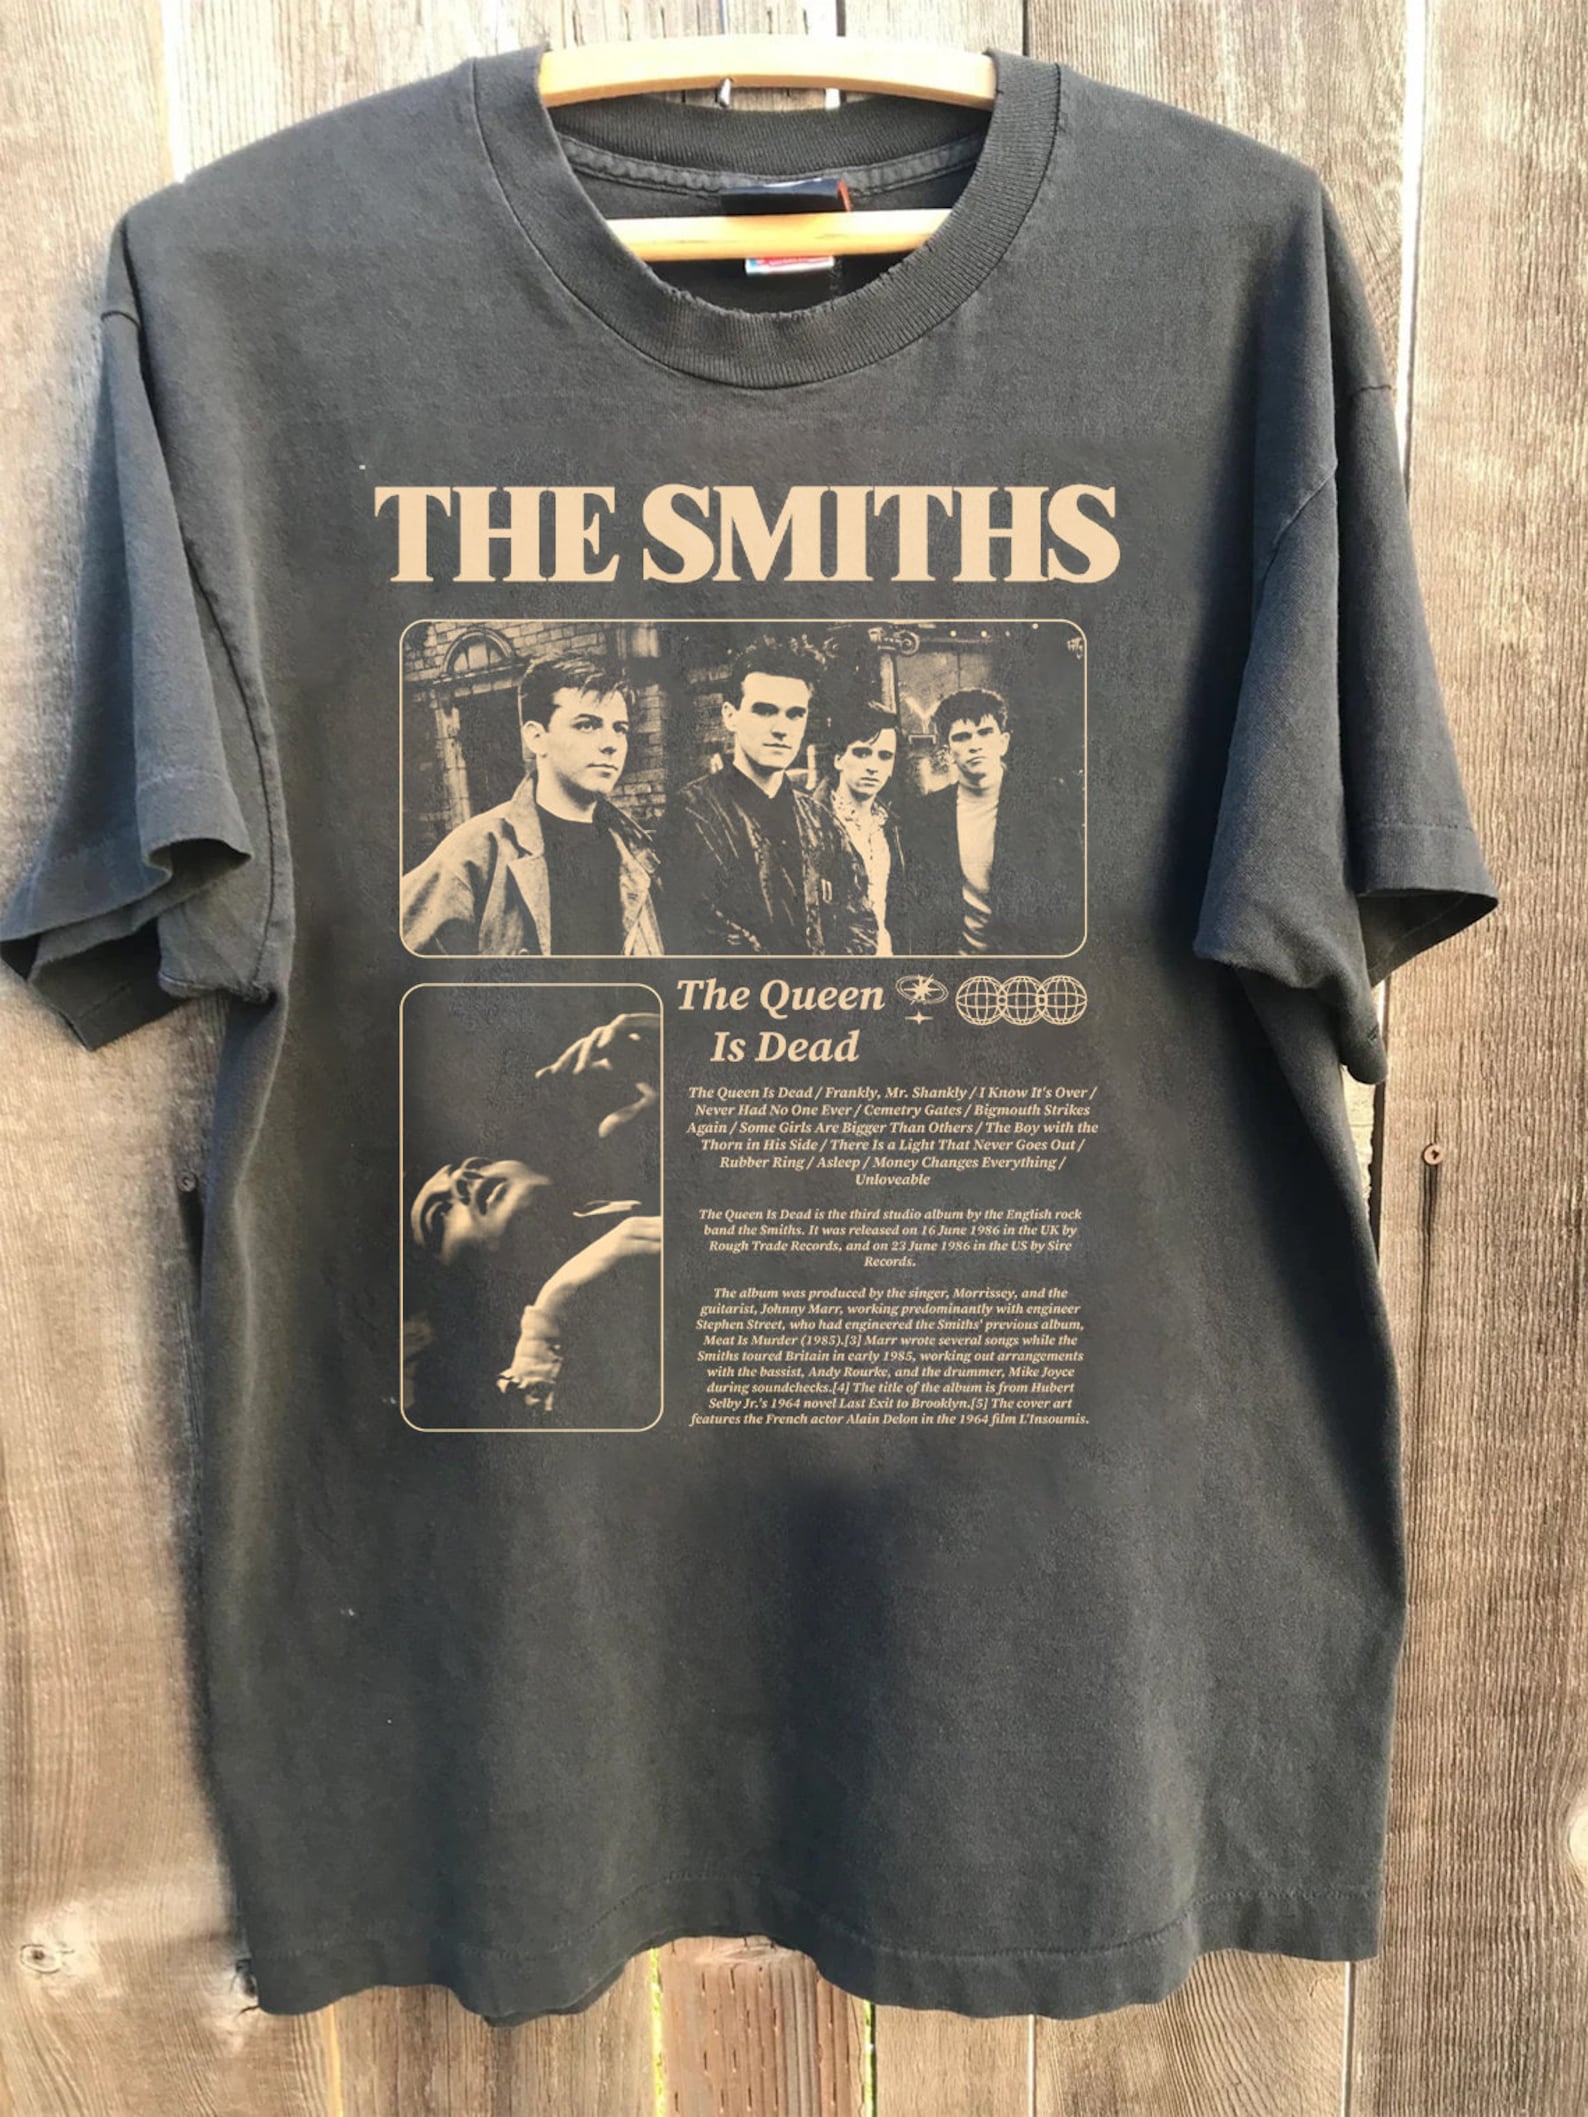 THE SMITHS
The Queen
Is Dead
The Queen Is Dead / Frankly, Mr. Shankly / I Know It's Over /
Never Had No One Ever / Cemetry Gates / Bigmouth Strikes
Again / Some Girls Are Bigger Than Others / The Boy with the
Thorn in His Side / There Is a Light That Never Goes Out /
Rubber Ring / Asleep / Money Changes Everything /
Unloveable
The Queen Is Dead is the third studio album by the English rock
band the Smiths. It was released on 16 June 1986 in the UK by
Rough Trade Records, and on 23 June 1986 in the US by Sire
Records.
The album was produced by the singer, Morrissey, and the
guitarist, Johnny Marr, working predominantly with engineer
Stephen Street, who had engineered the Smiths' previous album,
Meat Is Murder (1985).[3] Marr wrote several songs while the
Smiths toured Britain in early 1985, working out arrangements
with the bassist, Andy Rourke, and the drummer, Mike Joyce
during soundchecks.[4] The title of the album is from Hubert
Selby Jr.'s 1964 novel Last Exit to Brooklyn.[5] The cover art
features the French actor Alain Delon in the 1964 film L'Insoumis.